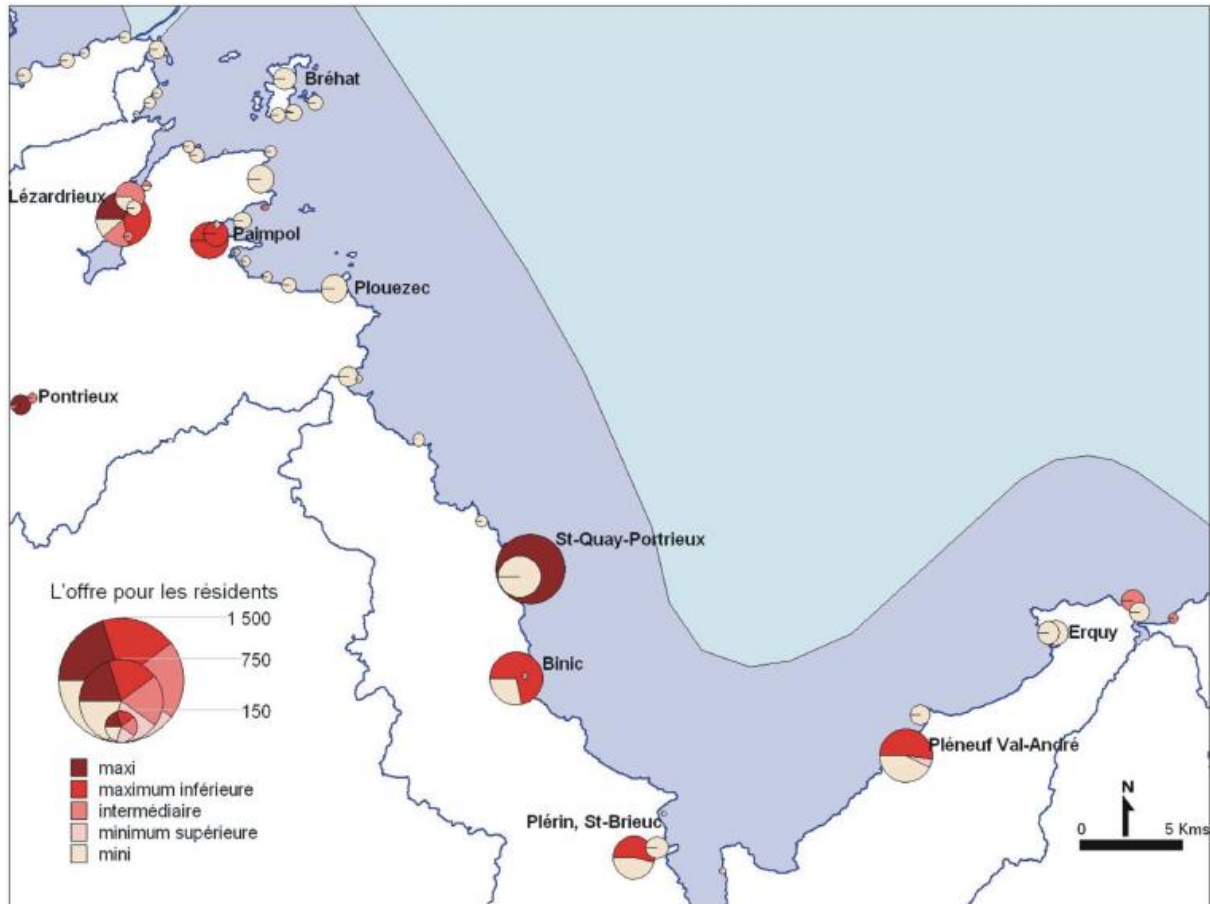 Bréhat
Lézardrieux
Paimpol
Plouezec
Pontrieux
St-Quay-Portrieux
L'offre pour les résidents
1 500
750
150
Binic
Erquy
Pléneuf Val-André
maxi
maximum inférieure
intermédiaire
minimum supérieure
mini
Plérin, St-Brieuc
N
0 5 Kms